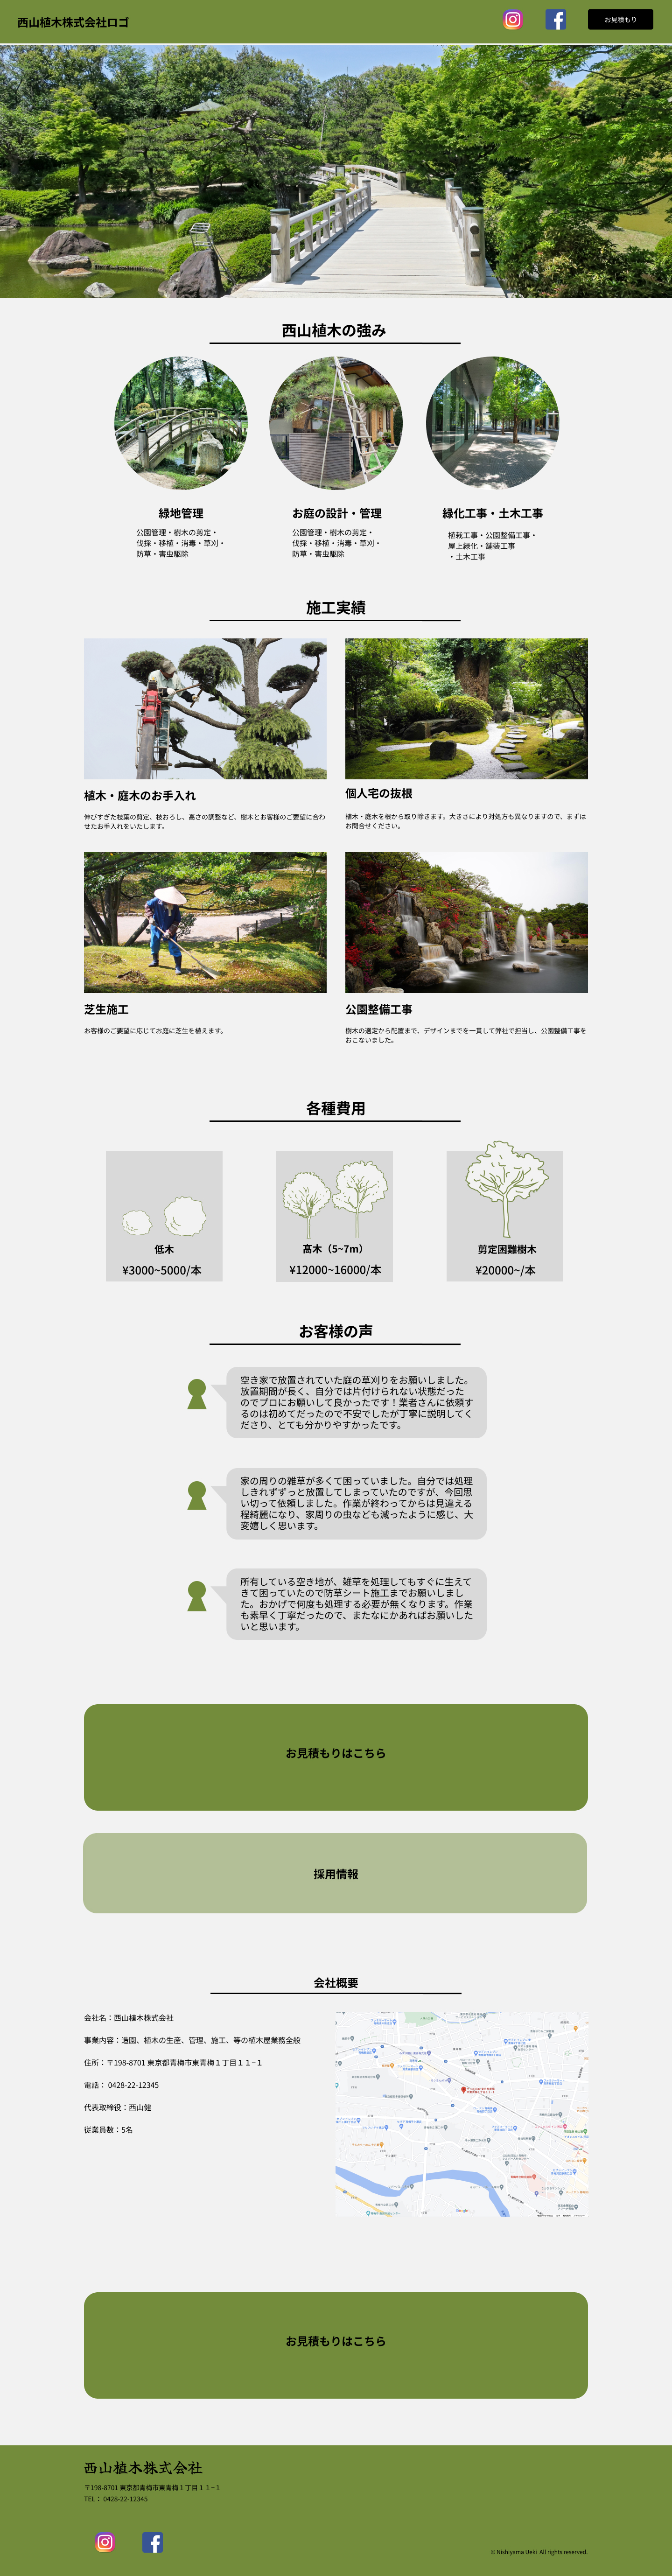 西山植木株式会社ロゴ
お見積もり
西山植木の強み
緑地管理
公園管理・樹木の剪定・
伐採・移植・消毒・草刈・
防草・害虫駆除
お庭の設計・管理
公園管理・樹木の剪定・
伐採・移植・消毒・草刈・
防草・害虫駆除
緑化工事・土木工事
植栽工事・公園整備工事・
屋上緑化・舗装工事
・土木工事
施工実績
植木・庭木のお手入れ
伸びすぎた枝葉の剪定、枝おろし、高さの調整など、樹木とお客様のご要望に合わ
せたお手入れをいたします。
個人宅の抜根
植木・庭木を根から取り除きます。大きさにより対処方も異なりますので、まずは
お問合せください。
芝生施工
お客様のご要望に応じてお庭に芝生を植えます。
公園整備工事
樹木の選定から配置まで、デザインまでを一貫して弊社で担当し、公園整備工事を
おこないました。
各種費用
低木
¥3000~5000/本
高木（5~7m）
¥12000~16000/本
剪定困難樹木
¥20000~/本
お客様の声
空き家で放置されていた庭の草刈りをお願いしました。
放置期間が長く、自分では片付けられない状態だった
のでプロにお願いして良かったです！業者さんに依頼す
るのは初めてだったので不安でしたが丁寧に説明してく
ださり、とても分かりやすかったです。
家の周りの雑草が多くて困っていました。自分では処理
しきれずずっと放置してしまっていたのですが、今回思
い切って依頼しました。作業が終わってからは見違える
程綺麗になり、家周りの虫なども減ったように感じ、大
変嬉しく思います。
所有している空き地が、雑草を処理してもすぐに生えて
きて困っていたので防草シート施工までお願いしまし
た。おかげで何度も処理する必要が無くなります。作業
も素早く丁寧だったので、またなにかあればお願いした
いと思います。
お見積もりはこちら
採用情報
会社概要
会社名：西山植木株式会社
事業内容：造園、植木の生産、管理、施工、等の植木屋業務全般
住所：〒198-8701 東京都青梅市東青梅１丁目１１−１
電話： 0428-22-12345
代表取締役：西山健
従業員数：5名
お見積もりはこちら
西山植木株式会社
〒198-8701 東京都青梅市東青梅１丁目１１−１
TEL： 0428-22-12345
© Nishiyama Ueki All rights reserved.